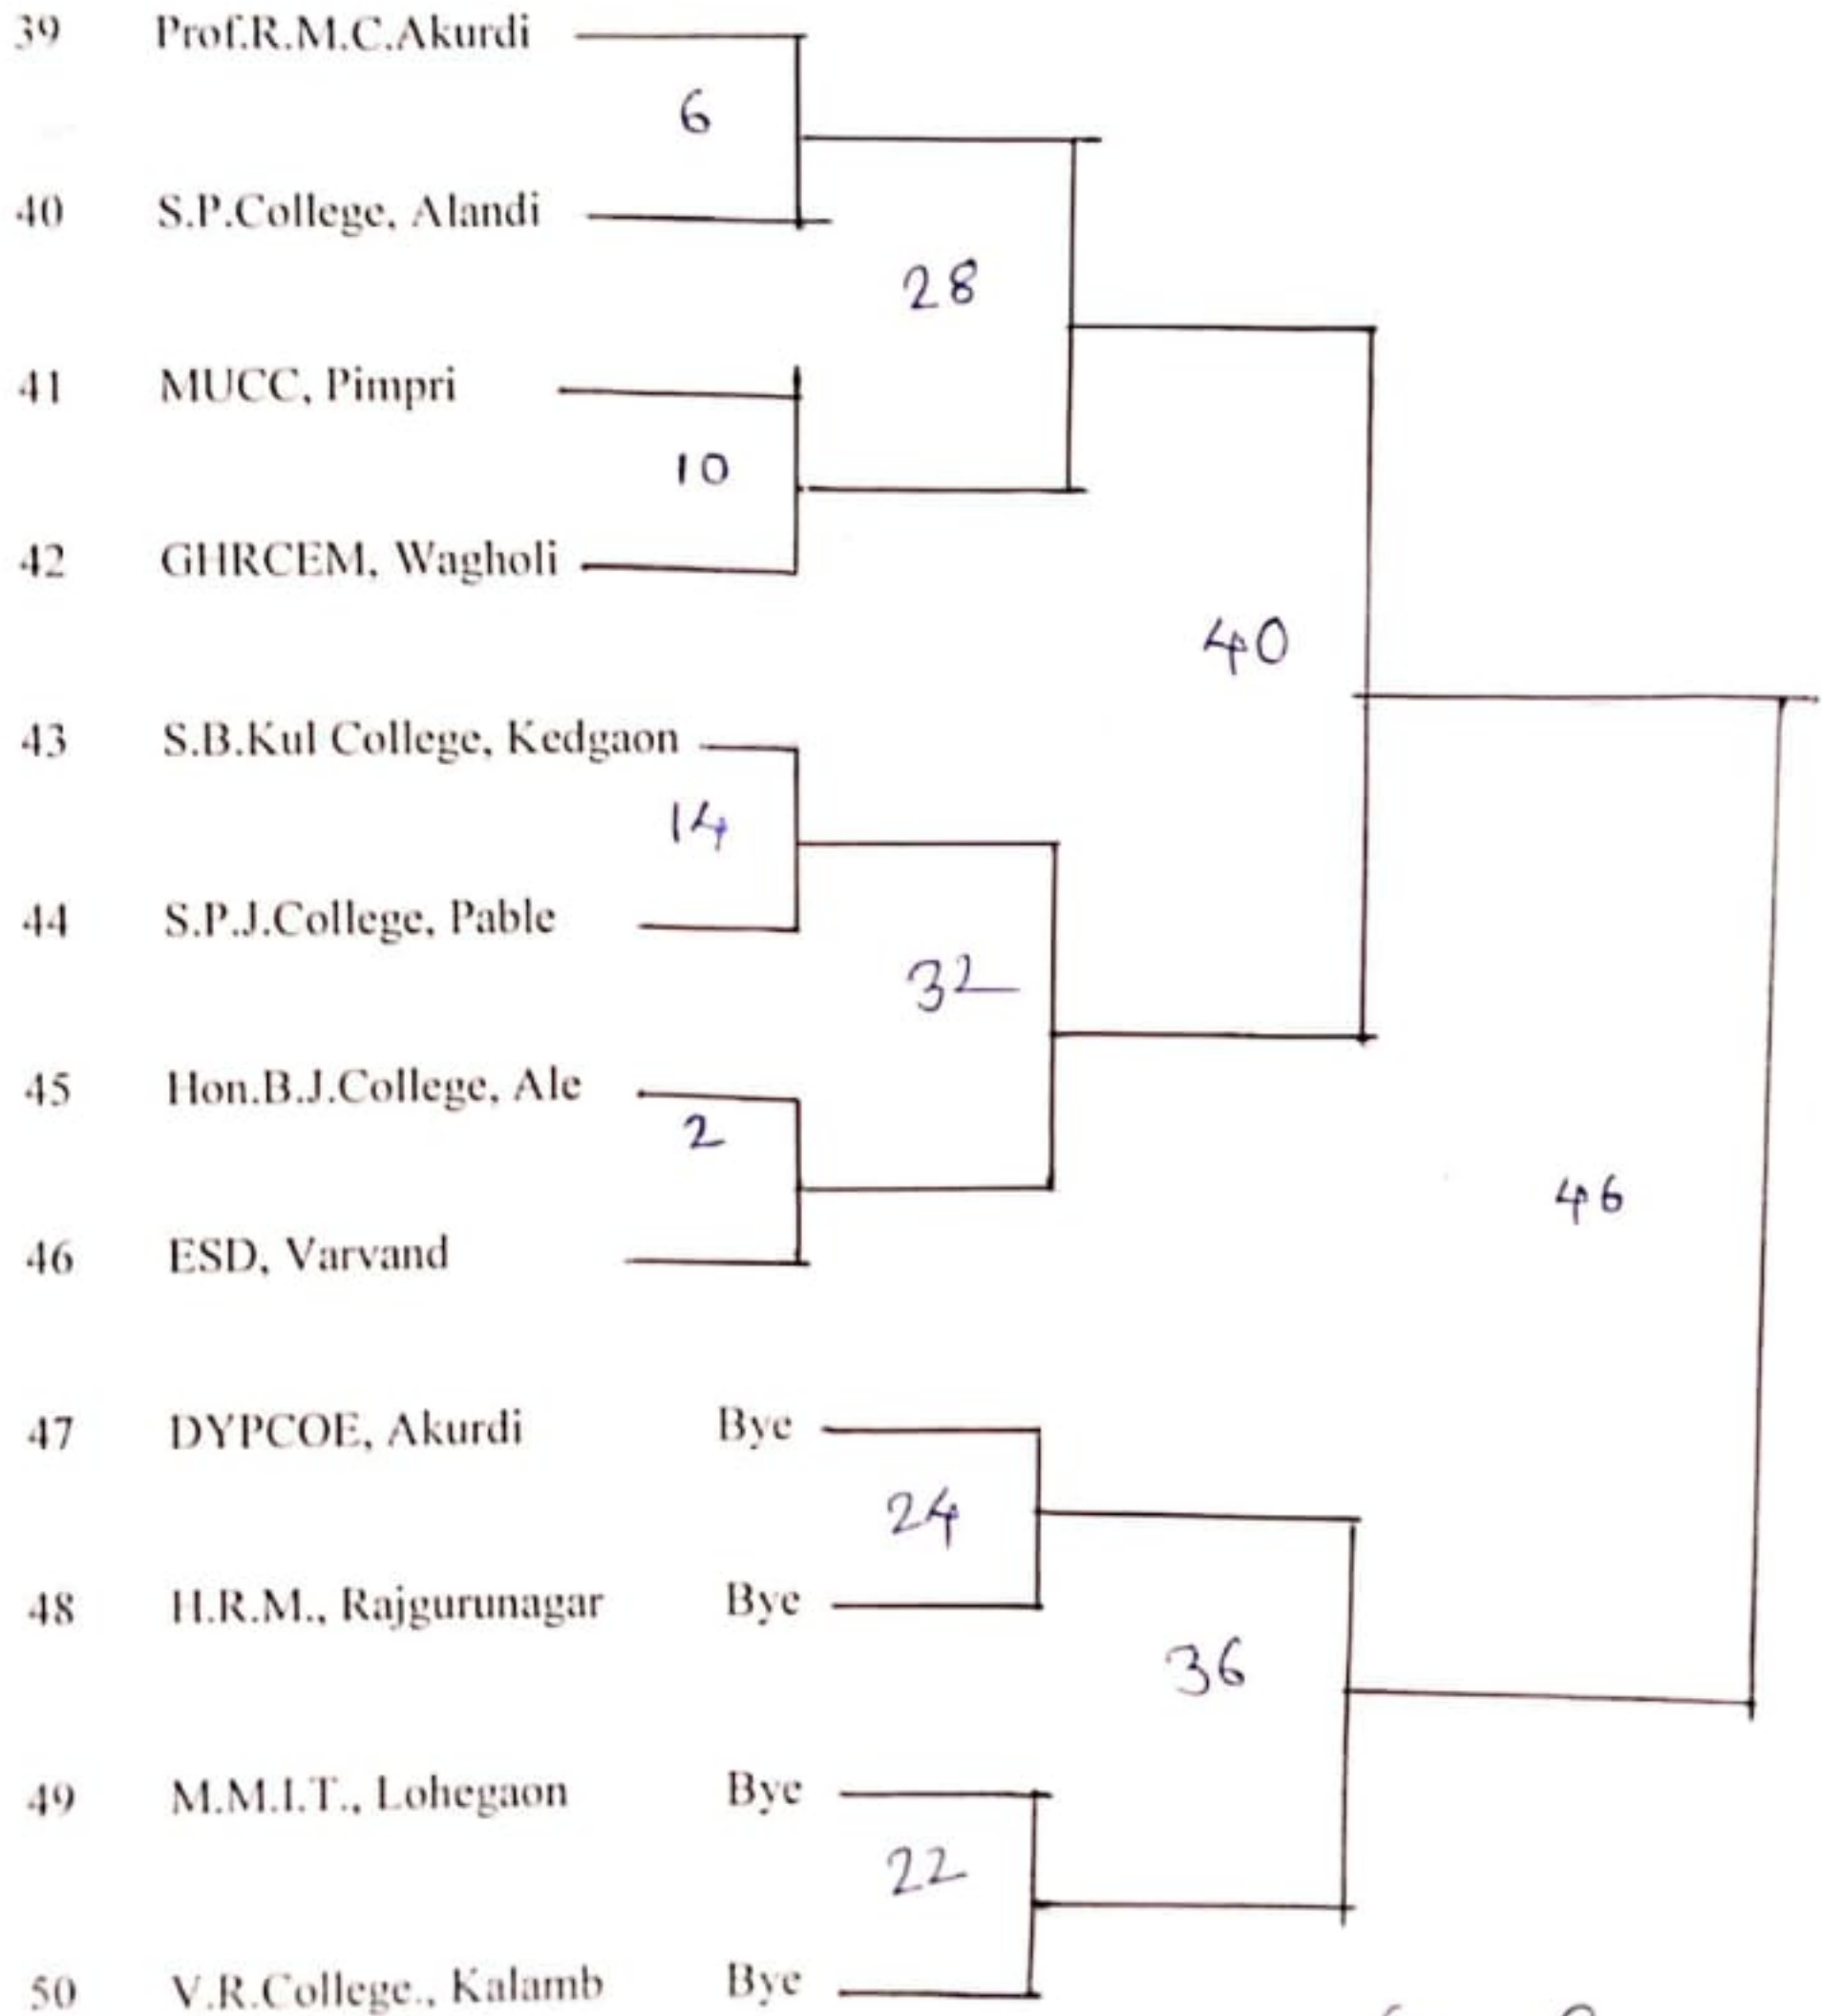 39 Prof.R.M.C.Akurdi
6
40 S.P.College, Alandi
28
41 MUCC, Pimpri
10
42 GHRCEM, Wagholi
40
43 S.B.Kul College, Kedgaon
14
44 S.P.J.College, Pable
32
45 Hon.B.J.College, Ale
2
46
46 ESD, Varvand
47 DYPCOE, Akurdi Bye
24
48 H.R.M., Rajgurunagar Bye
36
49 M.M.I.T., Lohegaon Bye
22
50 V.R.College., Kalamb Bye